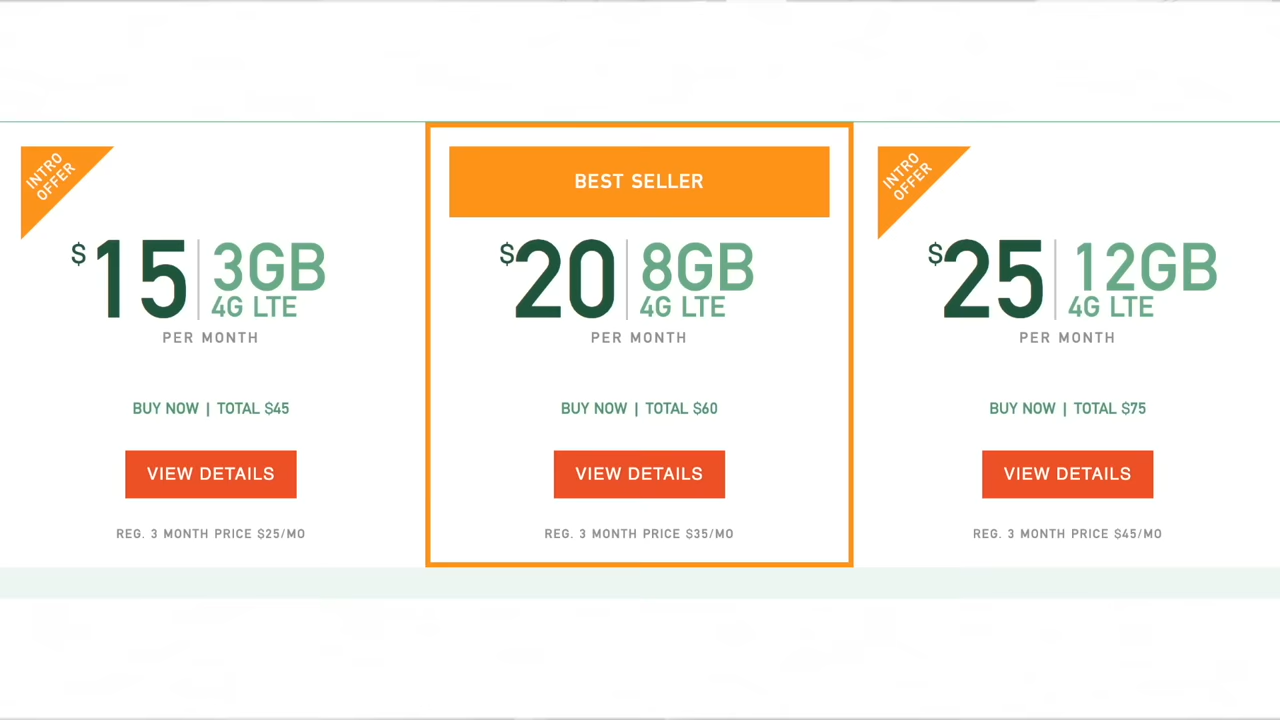 INTRO
OFFER
$15 | 3GB
4G LTE
PER MONTH
BUY NOW | TOTAL $45
VIEW DETAILS
REG. 3 MONTH PRICE $25/MO
BEST SELLER
$20 | 8GB
4G LTE
PER MONTH
BUY NOW | TOTAL $60
VIEW DETAILS
REG. 3 MONTH PRICE $35/MO
INTRO
OFFER
$25 | 12GB
4G LTE
PER MONTH
BUY NOW | TOTAL $75
VIEW DETAILS
REG. 3 MONTH PRICE $45/MO